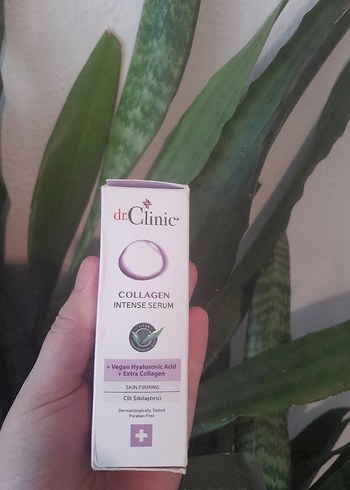 dr.Clinic®
COLLAGEN
INTENSE SERUM
+ Vegan Hyaluronic Acid
+ Extra Collagen
SKIN FIRMING
Cilt Sıkılaştırıcı
Dermatologically Tested
Paraben Free